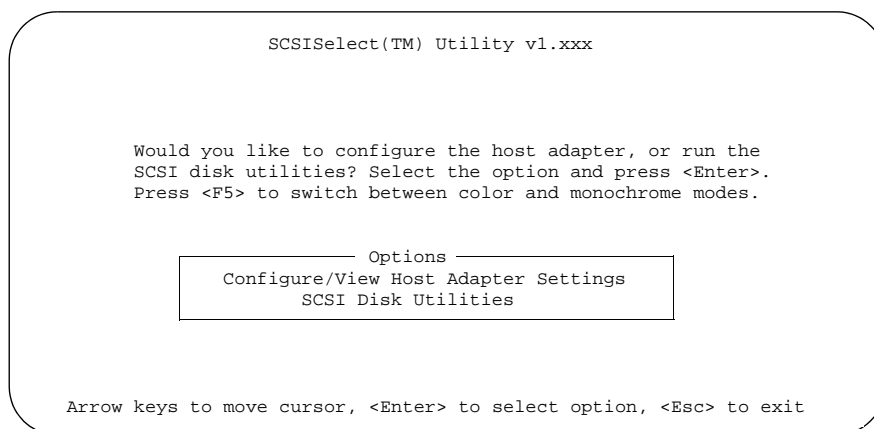 SCSISelect(TM) Utility v1.xxx
Would you like to configure the host adapter, or run the
SCSI disk utilities? Select the option and press <Enter>.
Press <F5> to switch between color and monochrome modes.
Options
Configure/View Host Adapter Settings
SCSI Disk Utilities
Arrow keys to move cursor, <Enter> to select option, <Esc> to exit